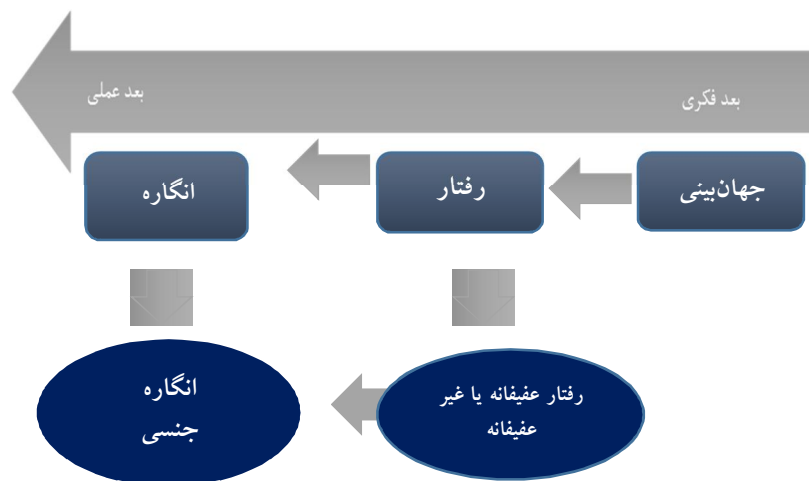 بعد فکری
بعد عملی
جهان‌بینی
رفتار
انگاره
رفتار عفیفانه یا غیر
عفیفانه
انگاره
جنسی